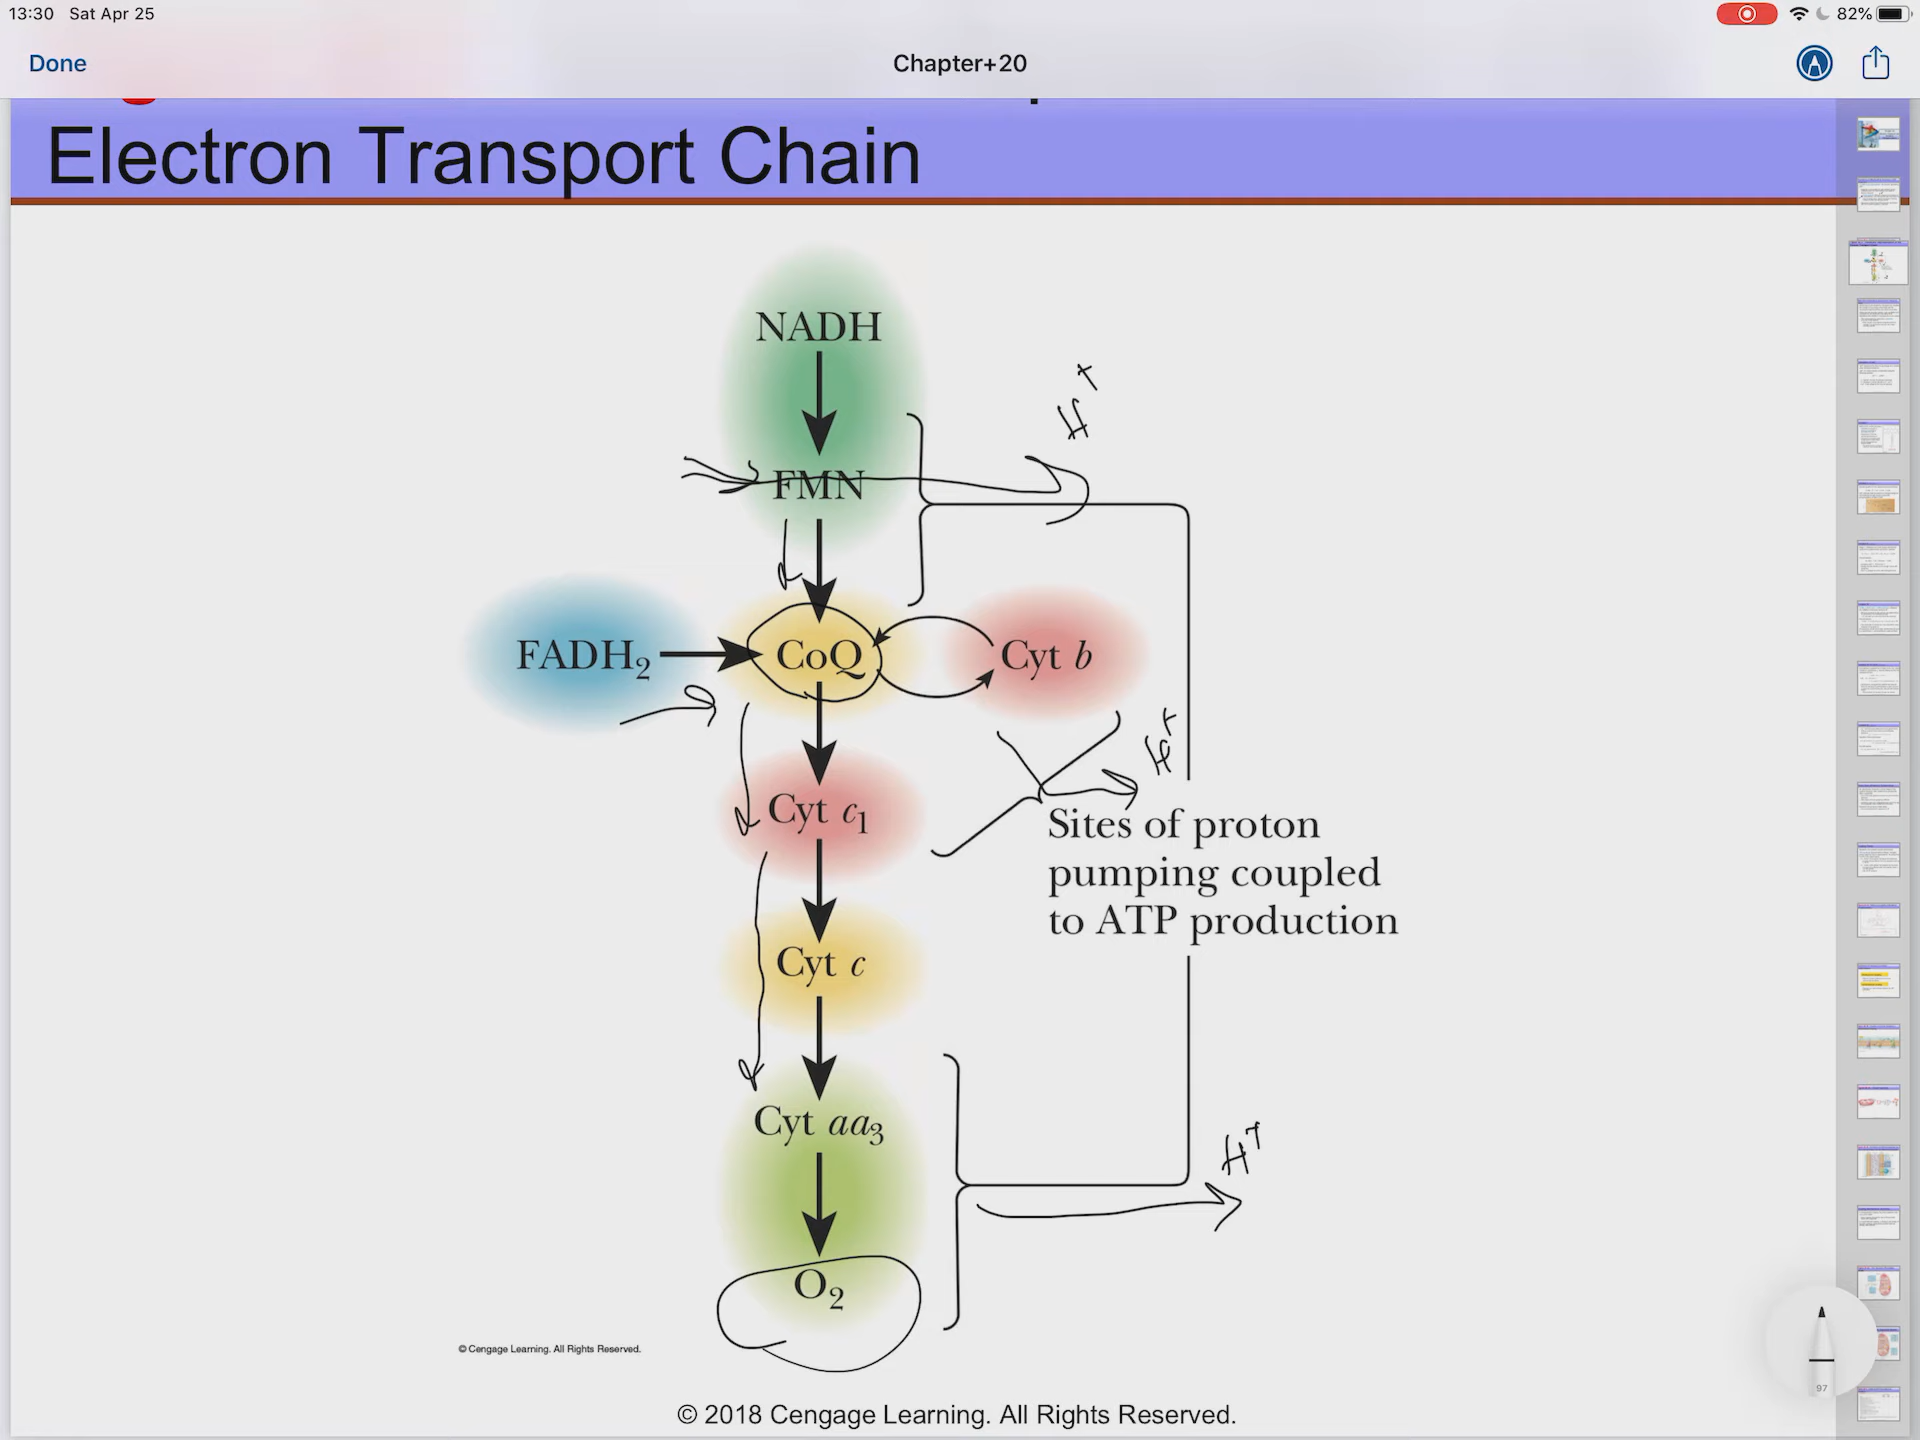 13:30 Sat Apr 25
82%
Done
Chapter+20
Electron Transport Chain
NADH
H+
FMN
FADH2
CoQ
Cyt b
H+
Cyt c1
Sites of proton
pumping coupled
to ATP production
Cyt c
Cyt aa3
H+
O2
© Cengage Learning. All Rights Reserved.
97
© 2018 Cengage Learning. All Rights Reserved.